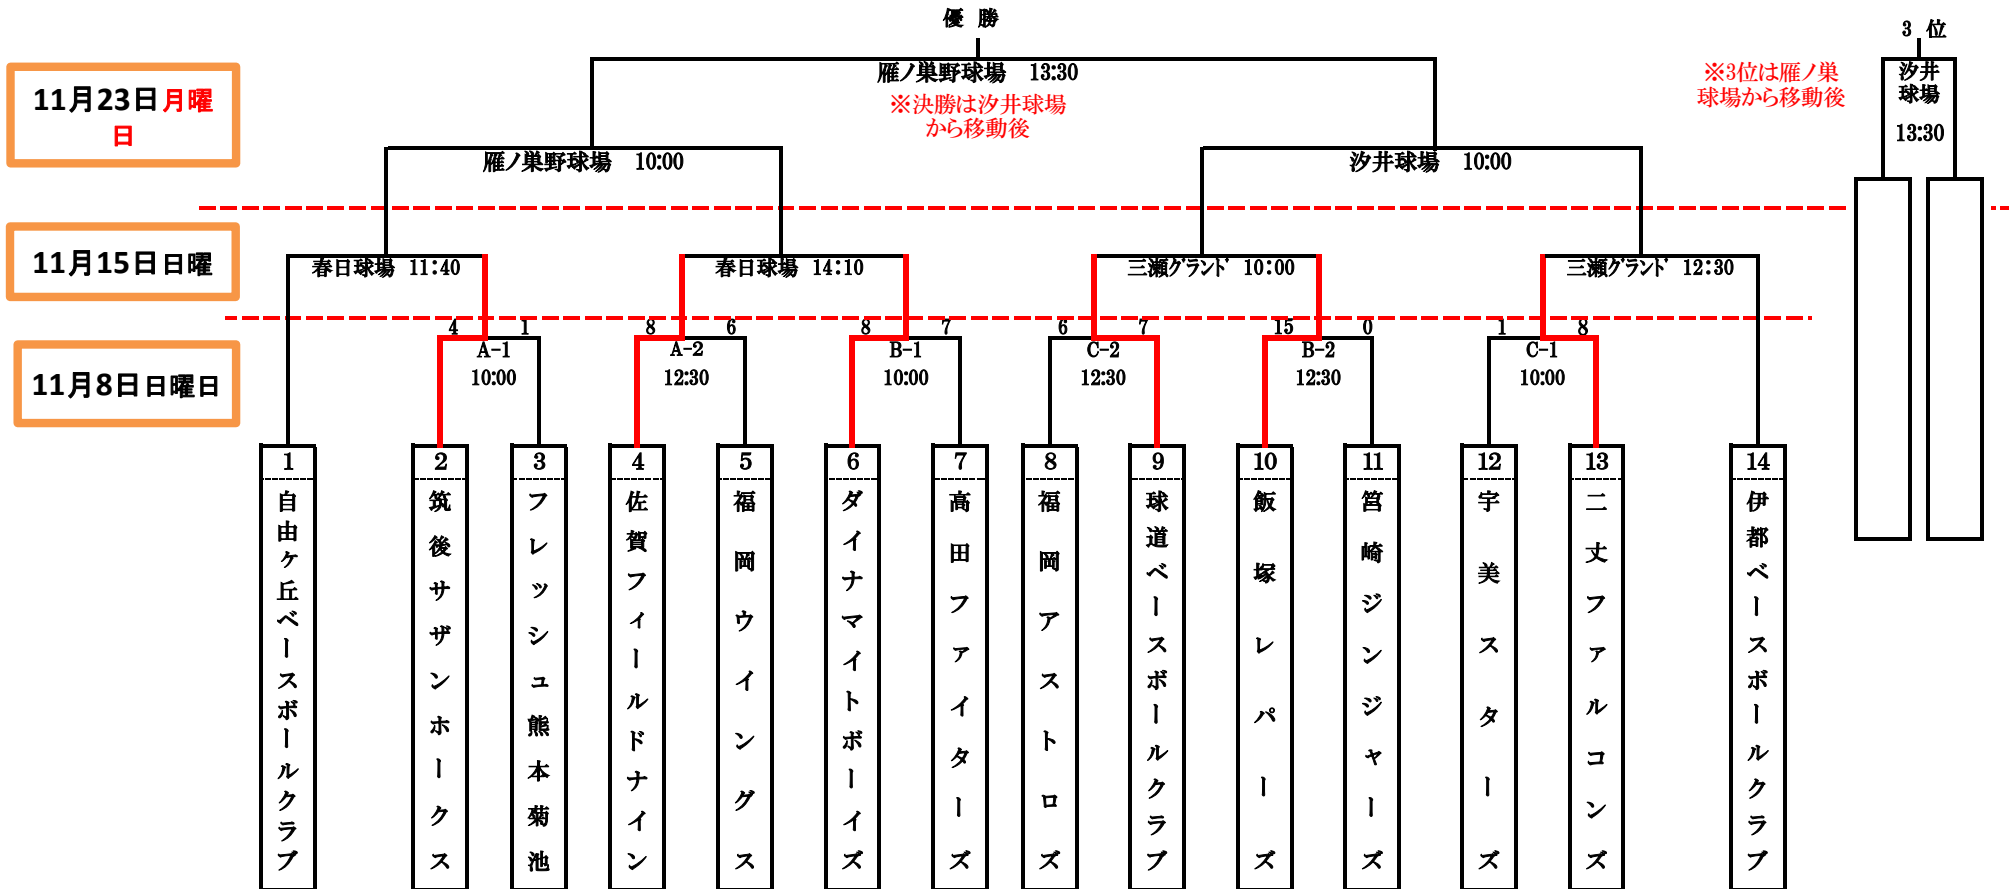 優 勝
3 位
雁ノ巣野球場 13:30
※決勝は汐井球場
から移動後
※3位は雁ノ巣
球場から移動後
汐井
球場
13:30
11月23日 月曜
日
雁ノ巣野球場 10:00
汐井球場 10:00
11月15日 日曜
春日球場 11:40
春日球場 14:10
三瀬グランド 10:00
三瀬グランド 12:30
4 1 8 6 8 7 6 7 15 0 1 8
A-1
10:00
A-2
12:30
B-1
10:00
C-2
12:30
B-2
12:30
C-1
10:00
11月8日 日曜日
1
自由ヶ丘ベースボールクラブ
2
筑後サザンホークス
3
フレッシュ熊本菊池
4
佐賀フィールドナイン
5
福岡ウイングス
6
ダイナマイトボーイズ
7
高田ファイターズ
8
福岡アストロズ
9
球道ベースボールクラブ
10
飯塚レパーズ
11
筥崎ジンジャーズ
12
宇美スターズ
13
二丈ファルコンズ
14
伊都ベースボールクラブ